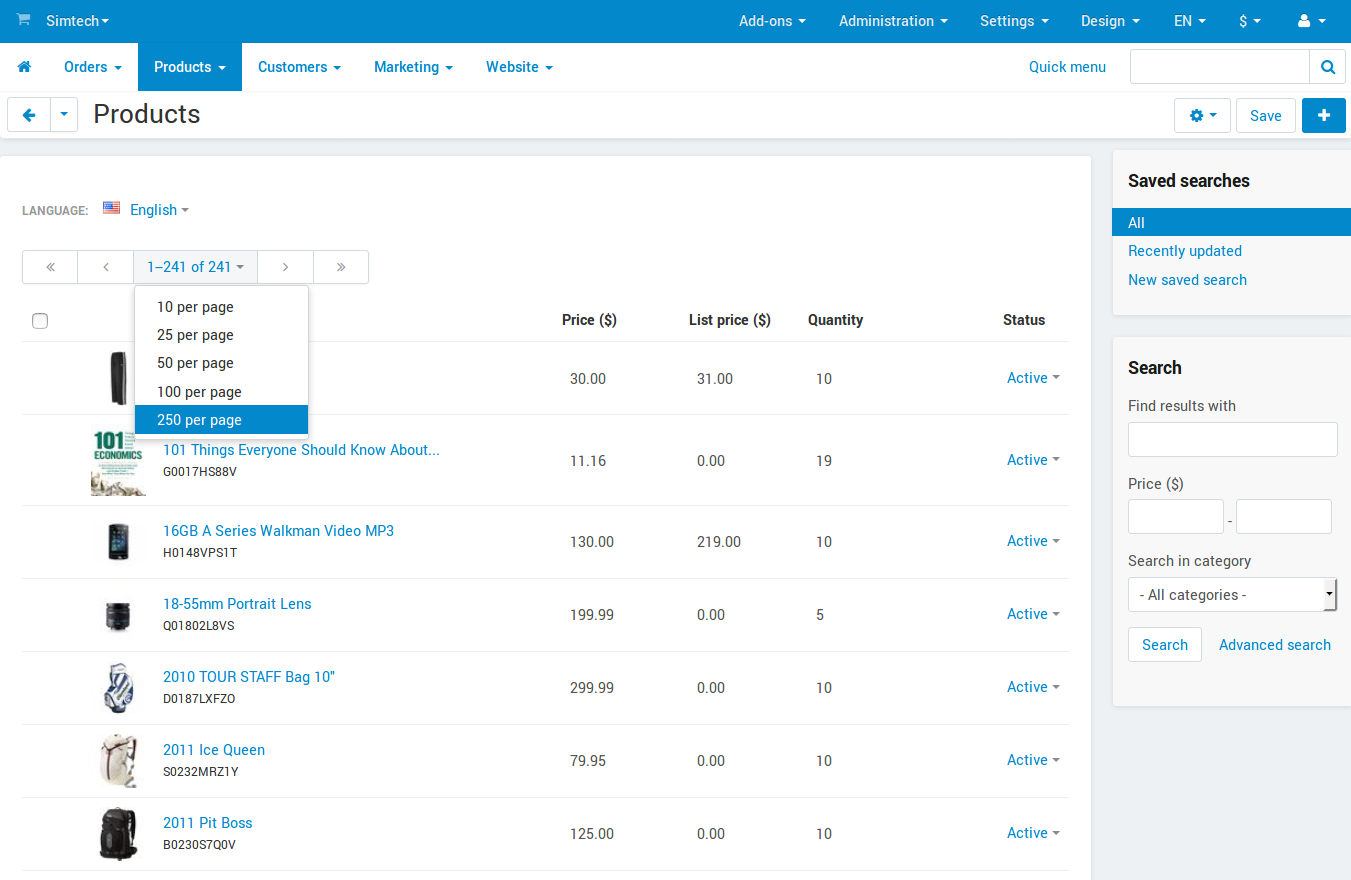 Simtech
Add-ons
Administration
Settings
Design
EN
$
Orders
Products
Customers
Marketing
Website
Quick menu
Products
Save
LANGUAGE:
English
« ‹ 1–241 of 241 › »
10 per page
25 per page
50 per page
100 per page
250 per page
Price ($)
List price ($)
Quantity
Status
30.00
31.00
10
Active
101
ECONOMICS
101 Things Everyone Should Know About...
G0017HS88V
11.16
0.00
19
Active
16GB A Series Walkman Video MP3
H0148VPS1T
130.00
219.00
10
Active
18-55mm Portrait Lens
Q01802L8VS
199.99
0.00
5
Active
2010 TOUR STAFF Bag 10"
D0187LXFZO
299.99
0.00
10
Active
2011 Ice Queen
S0232MRZ1Y
79.95
0.00
10
Active
2011 Pit Boss
B0230S7Q0V
125.00
0.00
10
Active
Saved searches
All
Recently updated
New saved search
Search
Find results with
Price ($)
-
Search in category
- All categories -
Search
Advanced search